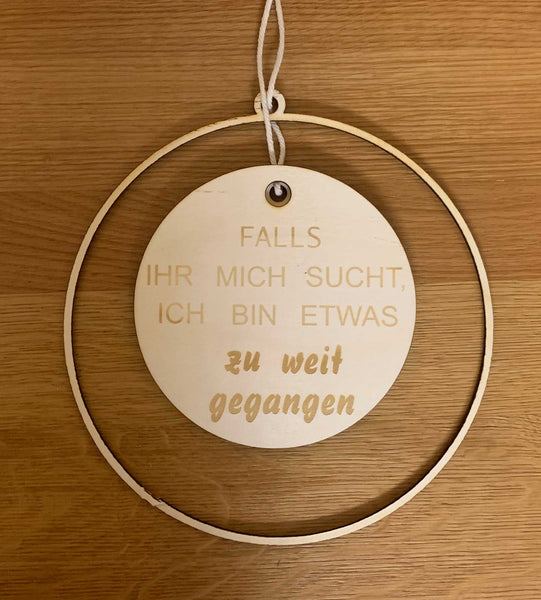 FALLS
IHR MICH SUCHT,
ICH BIN ETWAS
zu weit
gegangen